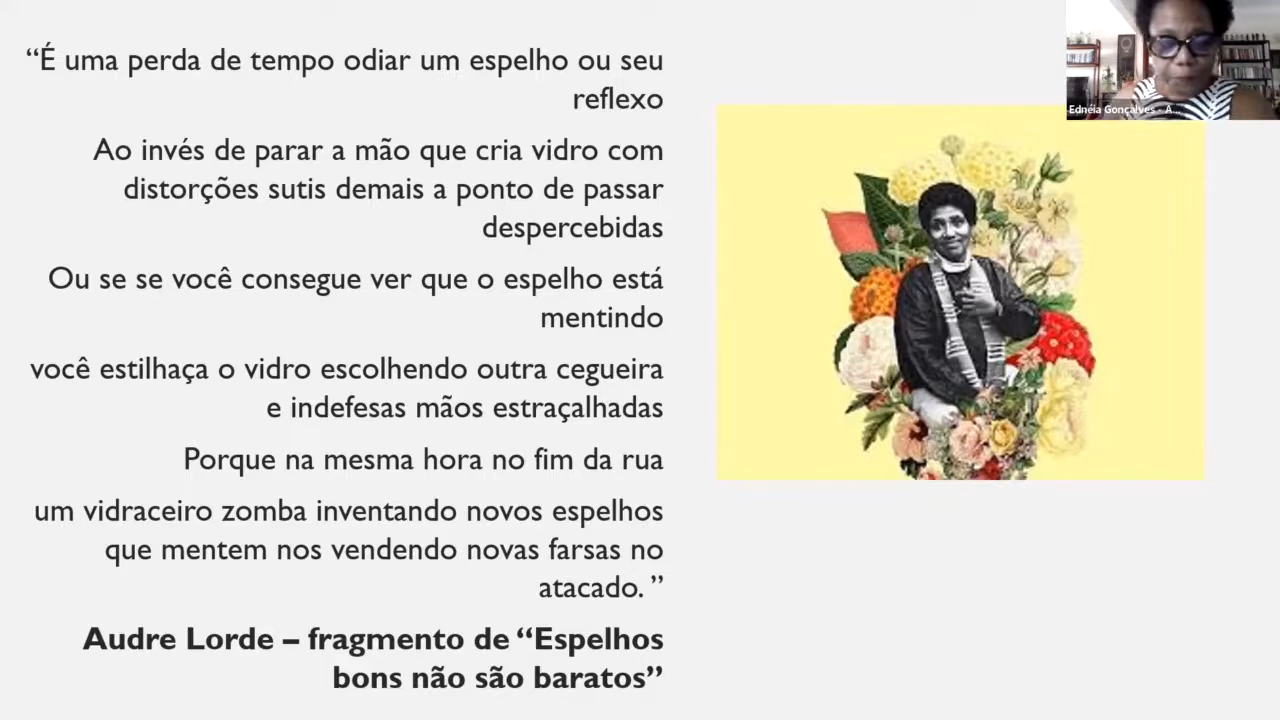 “É uma perda de tempo odiar um espelho ou seu
reflexo
Ao invés de parar a mão que cria vidro com
distorções sutis demais a ponto de passar
despercebidas
Ou se se você consegue ver que o espelho está
mentindo
você estilhaça o vidro escolhendo outra cegueira
e indefesas mãos estraçalhadas
Porque na mesma hora no fim da rua
um vidraceiro zomba inventando novos espelhos
que mentem nos vendendo novas farsas no
atacado. ”
Audre Lorde – fragmento de “Espelhos
bons não são baratos”
Ednéia Gonçalves - A...